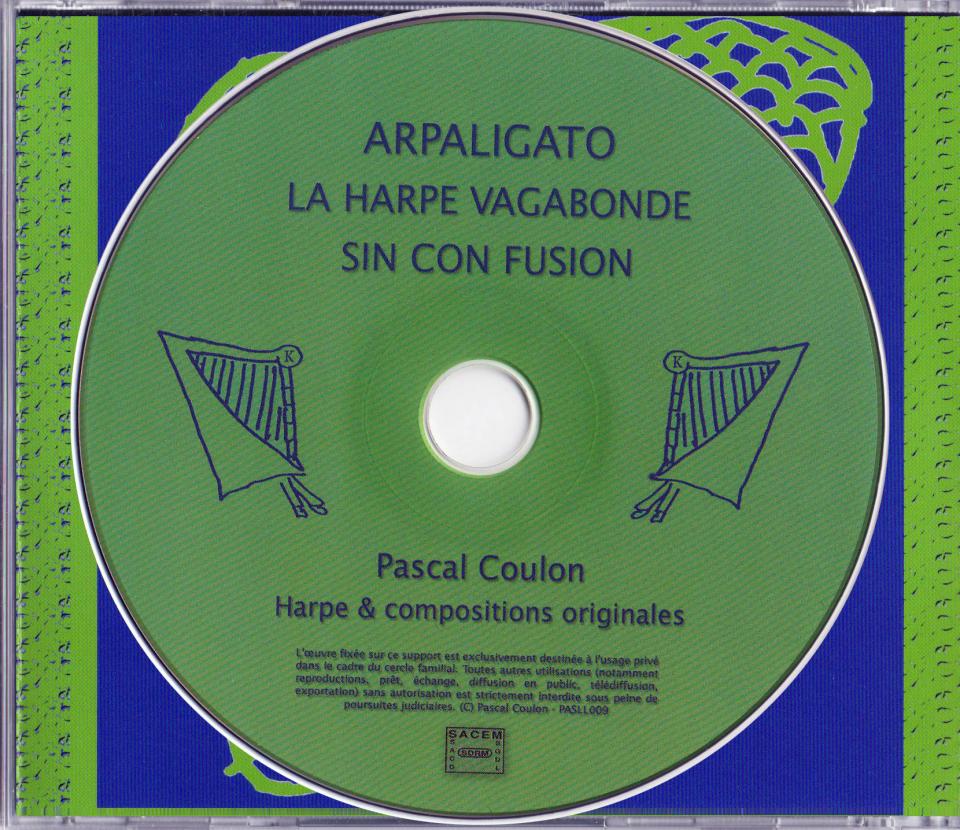 ARPALIGATO
LA HARPE VAGABONDE
SIN CON FUSION
K
K
Pascal Coulon
Harpe & compositions originales
L'œuvre fixée sur ce support est exclusivement destinée à l'usage privé
dans le cadre du cercle familial. Toutes autres utilisations (notamment
reproductions, prêt, échange, diffusion en public, télédiffusion,
exportation) sans autorisation est strictement interdite sous peine de
poursuites judiciaires. (C) Pascal Coulon - PASLL009
SACEM
SACD
SDRM
SGDL